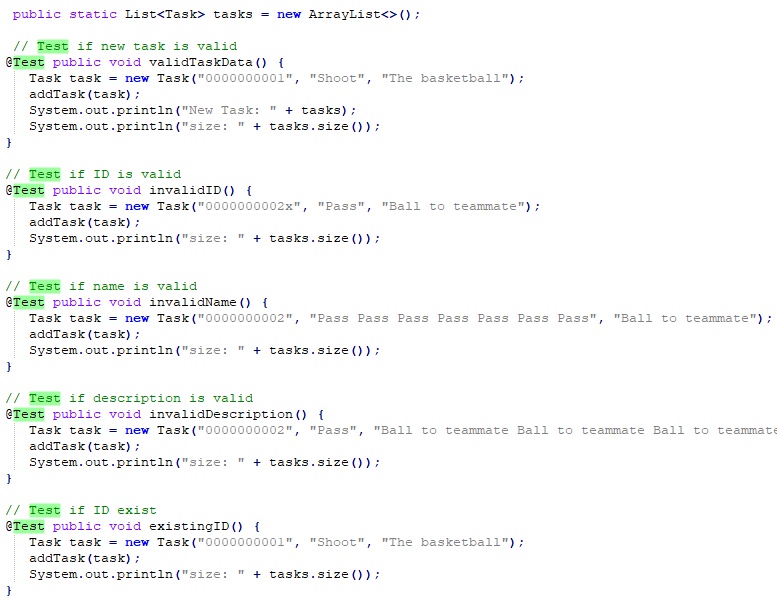 public static List<Task> tasks = new ArrayList<>();
// Test if new task is valid
@Test public void validTaskData() {
Task task = new Task("0000000001", "Shoot", "The basketball");
addTask(task);
System.out.println("New Task: " + tasks);
System.out.println("size: " + tasks.size());
}
// Test if ID is valid
@Test public void invalidID() {
Task task = new Task("0000000002x", "Pass", "Ball to teammate");
addTask(task);
System.out.println("size: " + tasks.size());
}
// Test if name is valid
@Test public void invalidName() {
Task task = new Task("0000000002", "Pass Pass Pass Pass Pass Pass Pass", "Ball to teammate");
addTask(task);
System.out.println("size: " + tasks.size());
}
// Test if description is valid
@Test public void invalidDescription() {
Task task = new Task("0000000002", "Pass", "Ball to teammate Ball to teammate Ball to teammate
addTask(task);
System.out.println("size: " + tasks.size());
}
// Test if ID exist
@Test public void existingID() {
Task task = new Task("0000000001", "Shoot", "The basketball");
addTask(task);
System.out.println("size: " + tasks.size());
}